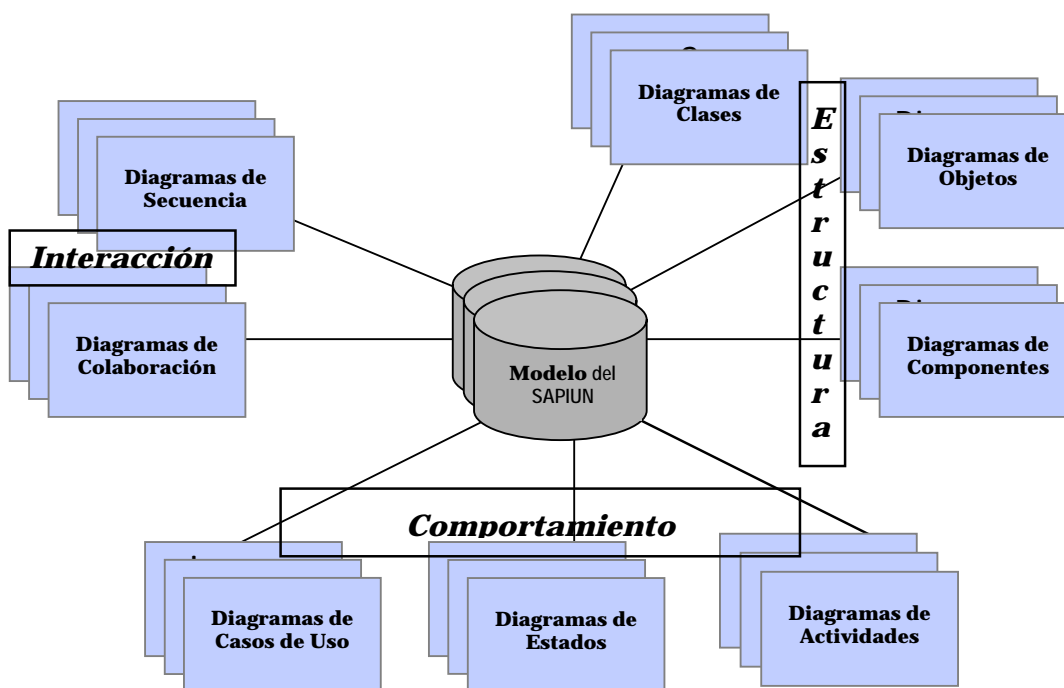 Diagramas de
Clases
Estructura
Diagramas de
Objetos
Diagramas de
Secuencia
Interacción
Diagramas de
Colaboración
Modelo del
SAPIUN
Diagramas de
Componentes
Comportamiento
Diagramas de
Casos de Uso
Diagramas de
Estados
Diagramas de
Actividades